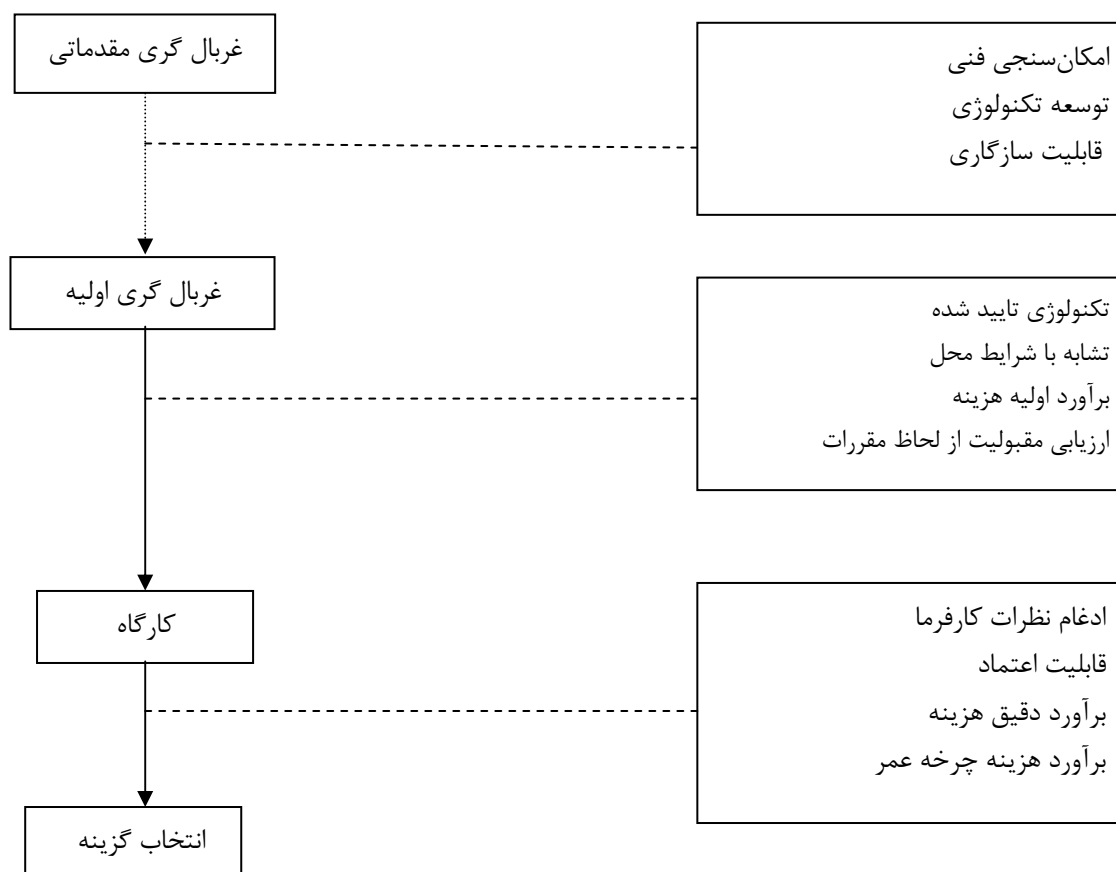 غربال گری مقدماتی
امکان‌سنجی فنی
توسعه تکنولوژی
قابلیت سازگاری
غربال گری اولیه
تکنولوژی تایید شده
تشابه با شرایط محل
برآورد اولیه هزینه
ارزیابی مقبولیت از لحاظ مقررات
کارگاه
ادغام نظرات کارفرما
قابلیت اعتماد
برآورد دقیق هزینه
برآورد هزینه چرخه عمر
انتخاب گزینه